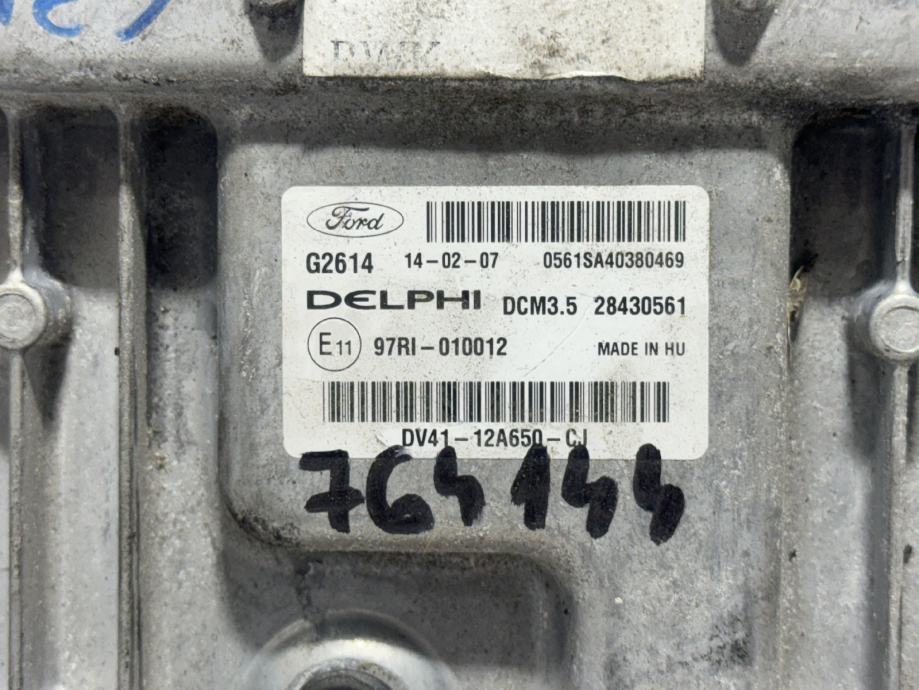 DWK
Ford
G2614 14-02-07 0561SA40380469
DELPHI DCM3.5 28430561
E11 97RI-010012 MADE IN HU
DV41-12A650-CJ
764144